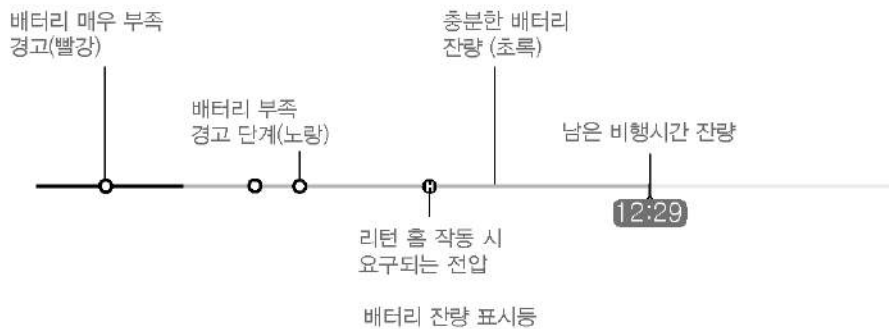 배터리 매우 부족
경고(빨강)
충분한 배터리
잔량 (초록)
배터리 부족
경고 단계(노랑)
남은 비행시간 잔량
H
12:29
리턴 홈 작동 시
요구되는 전압
배터리 잔량 표시등